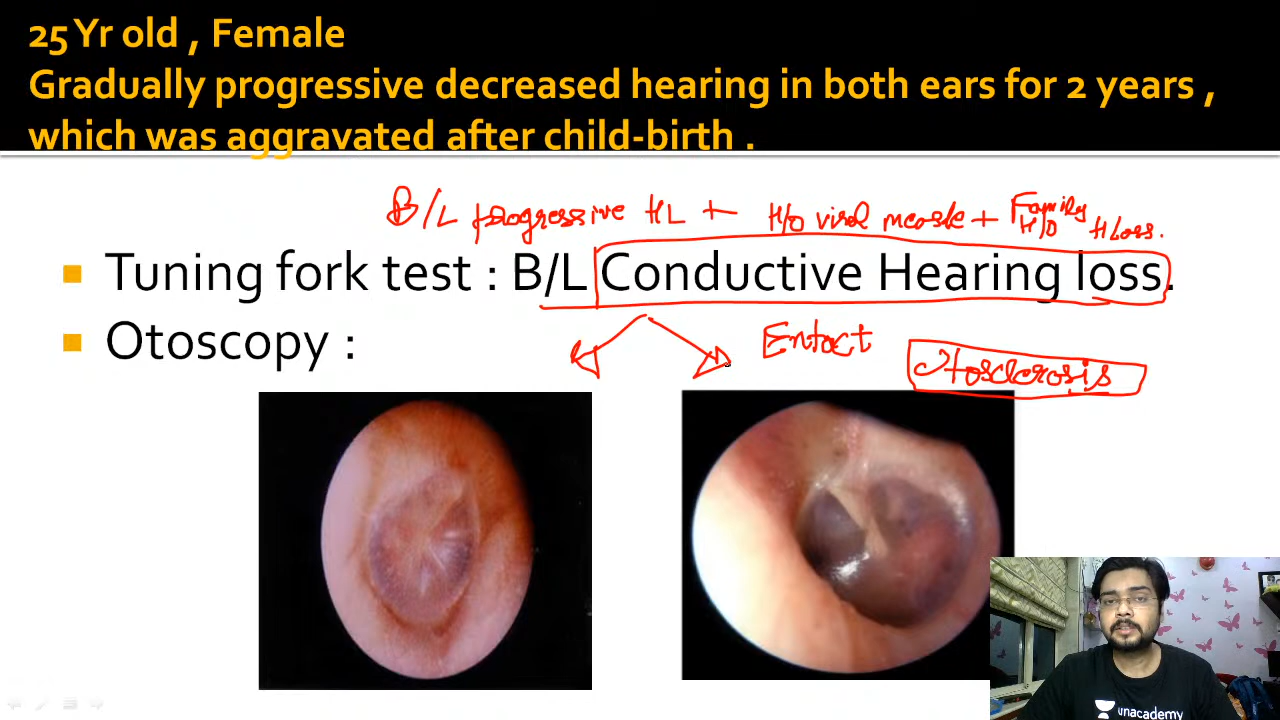 25 Yr old , Female
Gradually progressive decreased hearing in both ears for 2 years ,
which was aggravated after child-birth .
B/L progressive HL + H/O viral measle + Family H/O H Loss.
Tuning fork test : B/L Conductive Hearing loss.
Otoscopy :
Entact
Otosclerosis
unacademy